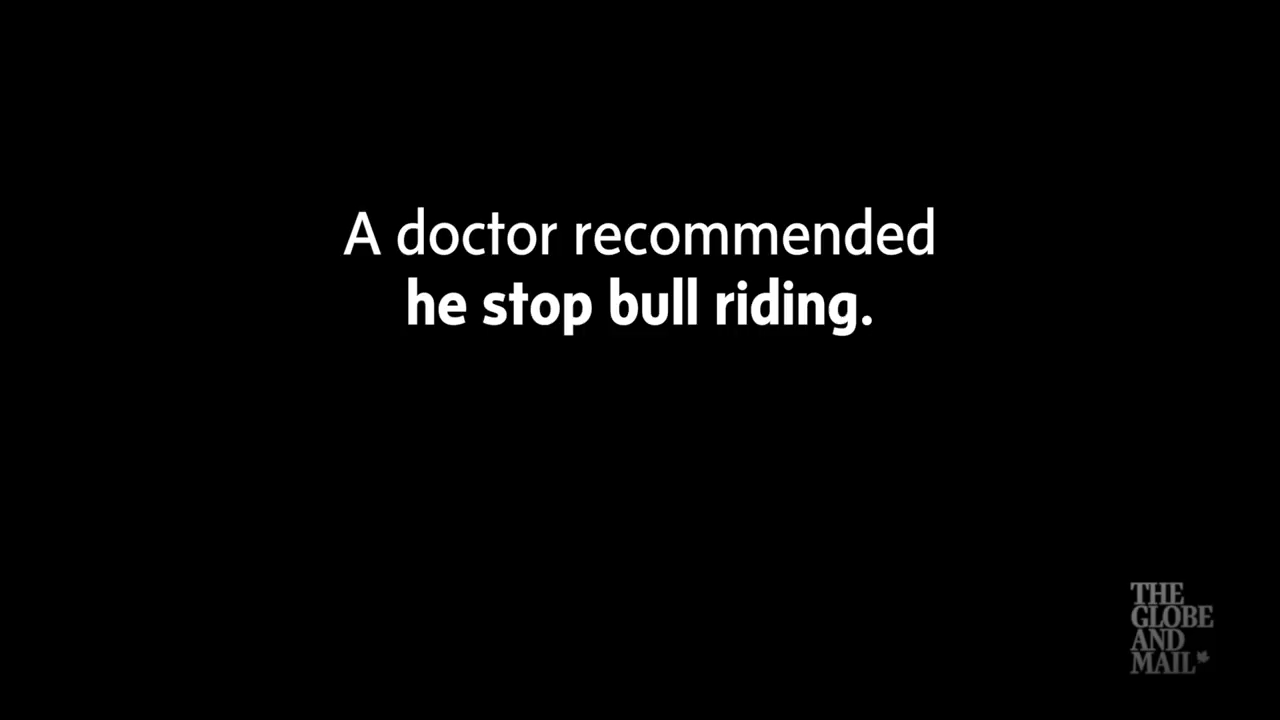 A doctor recommended
he stop bull riding.
THE
GLOBE
AND
MAIL